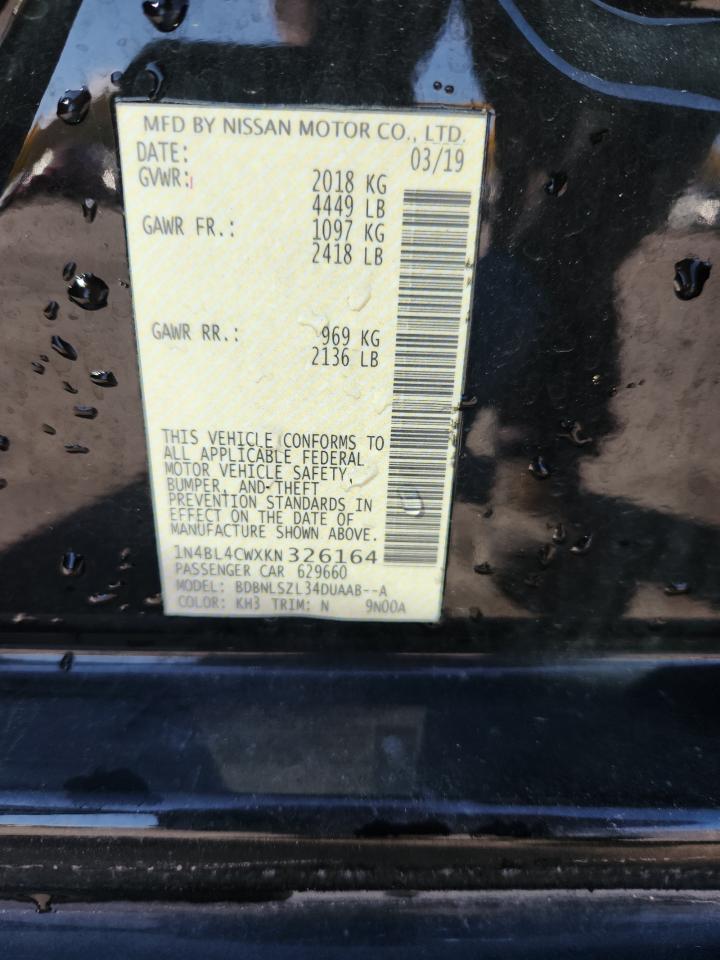 MFD BY NISSAN MOTOR CO., LTD.
DATE: 03/19
GVWR: 2018 KG
4449 LB
GAWR FR.: 1097 KG
2418 LB
GAWR RR.: 969 KG
2136 LB
THIS VEHICLE CONFORMS TO
ALL APPLICABLE FEDERAL
MOTOR VEHICLE SAFETY,
BUMPER, AND THEFT
PREVENTION STANDARDS IN
EFFECT ON THE DATE OF
MANUFACTURE SHOWN ABOVE.
1N4BL4CWXKN326164
PASSENGER CAR 629660
MODEL: BDBNLSZL34DUAAB--A
COLOR: KH3 TRIM: N 9N00A